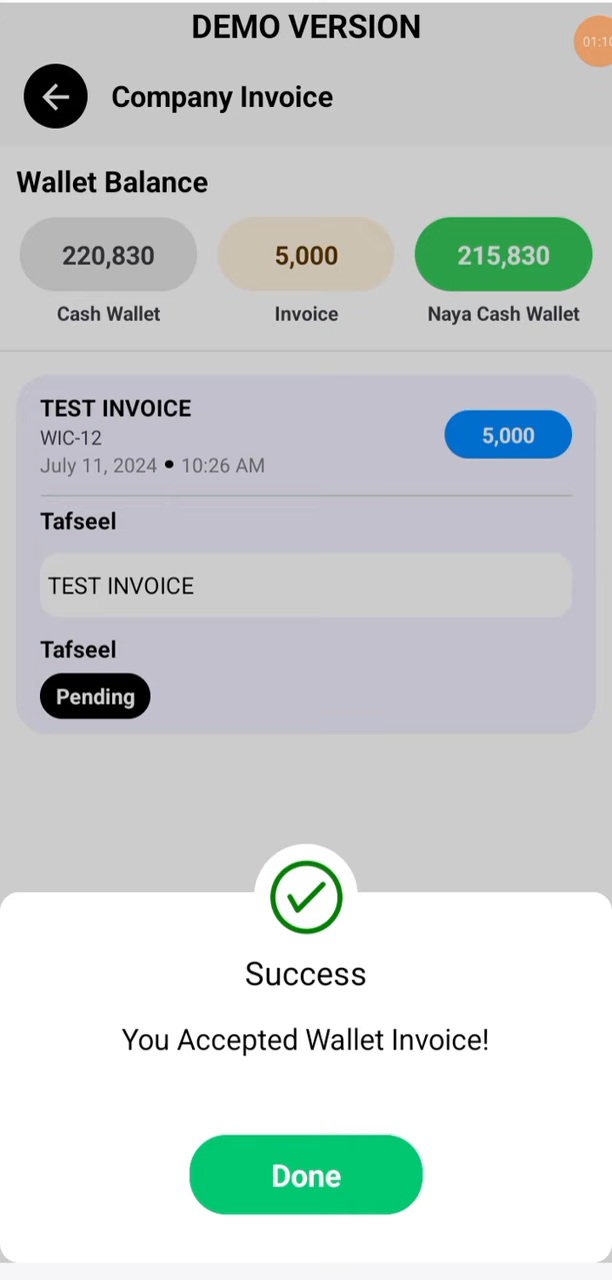 DEMO VERSION
Company Invoice
Wallet Balance
220,830 5,000 215,830
Cash Wallet Invoice Naya Cash Wallet
TEST INVOICE
WIC-12
5,000
July 11, 2024 • 10:26 AM
Tafseel
TEST INVOICE
Tafseel
Pending
Success
You Accepted Wallet Invoice!
Done